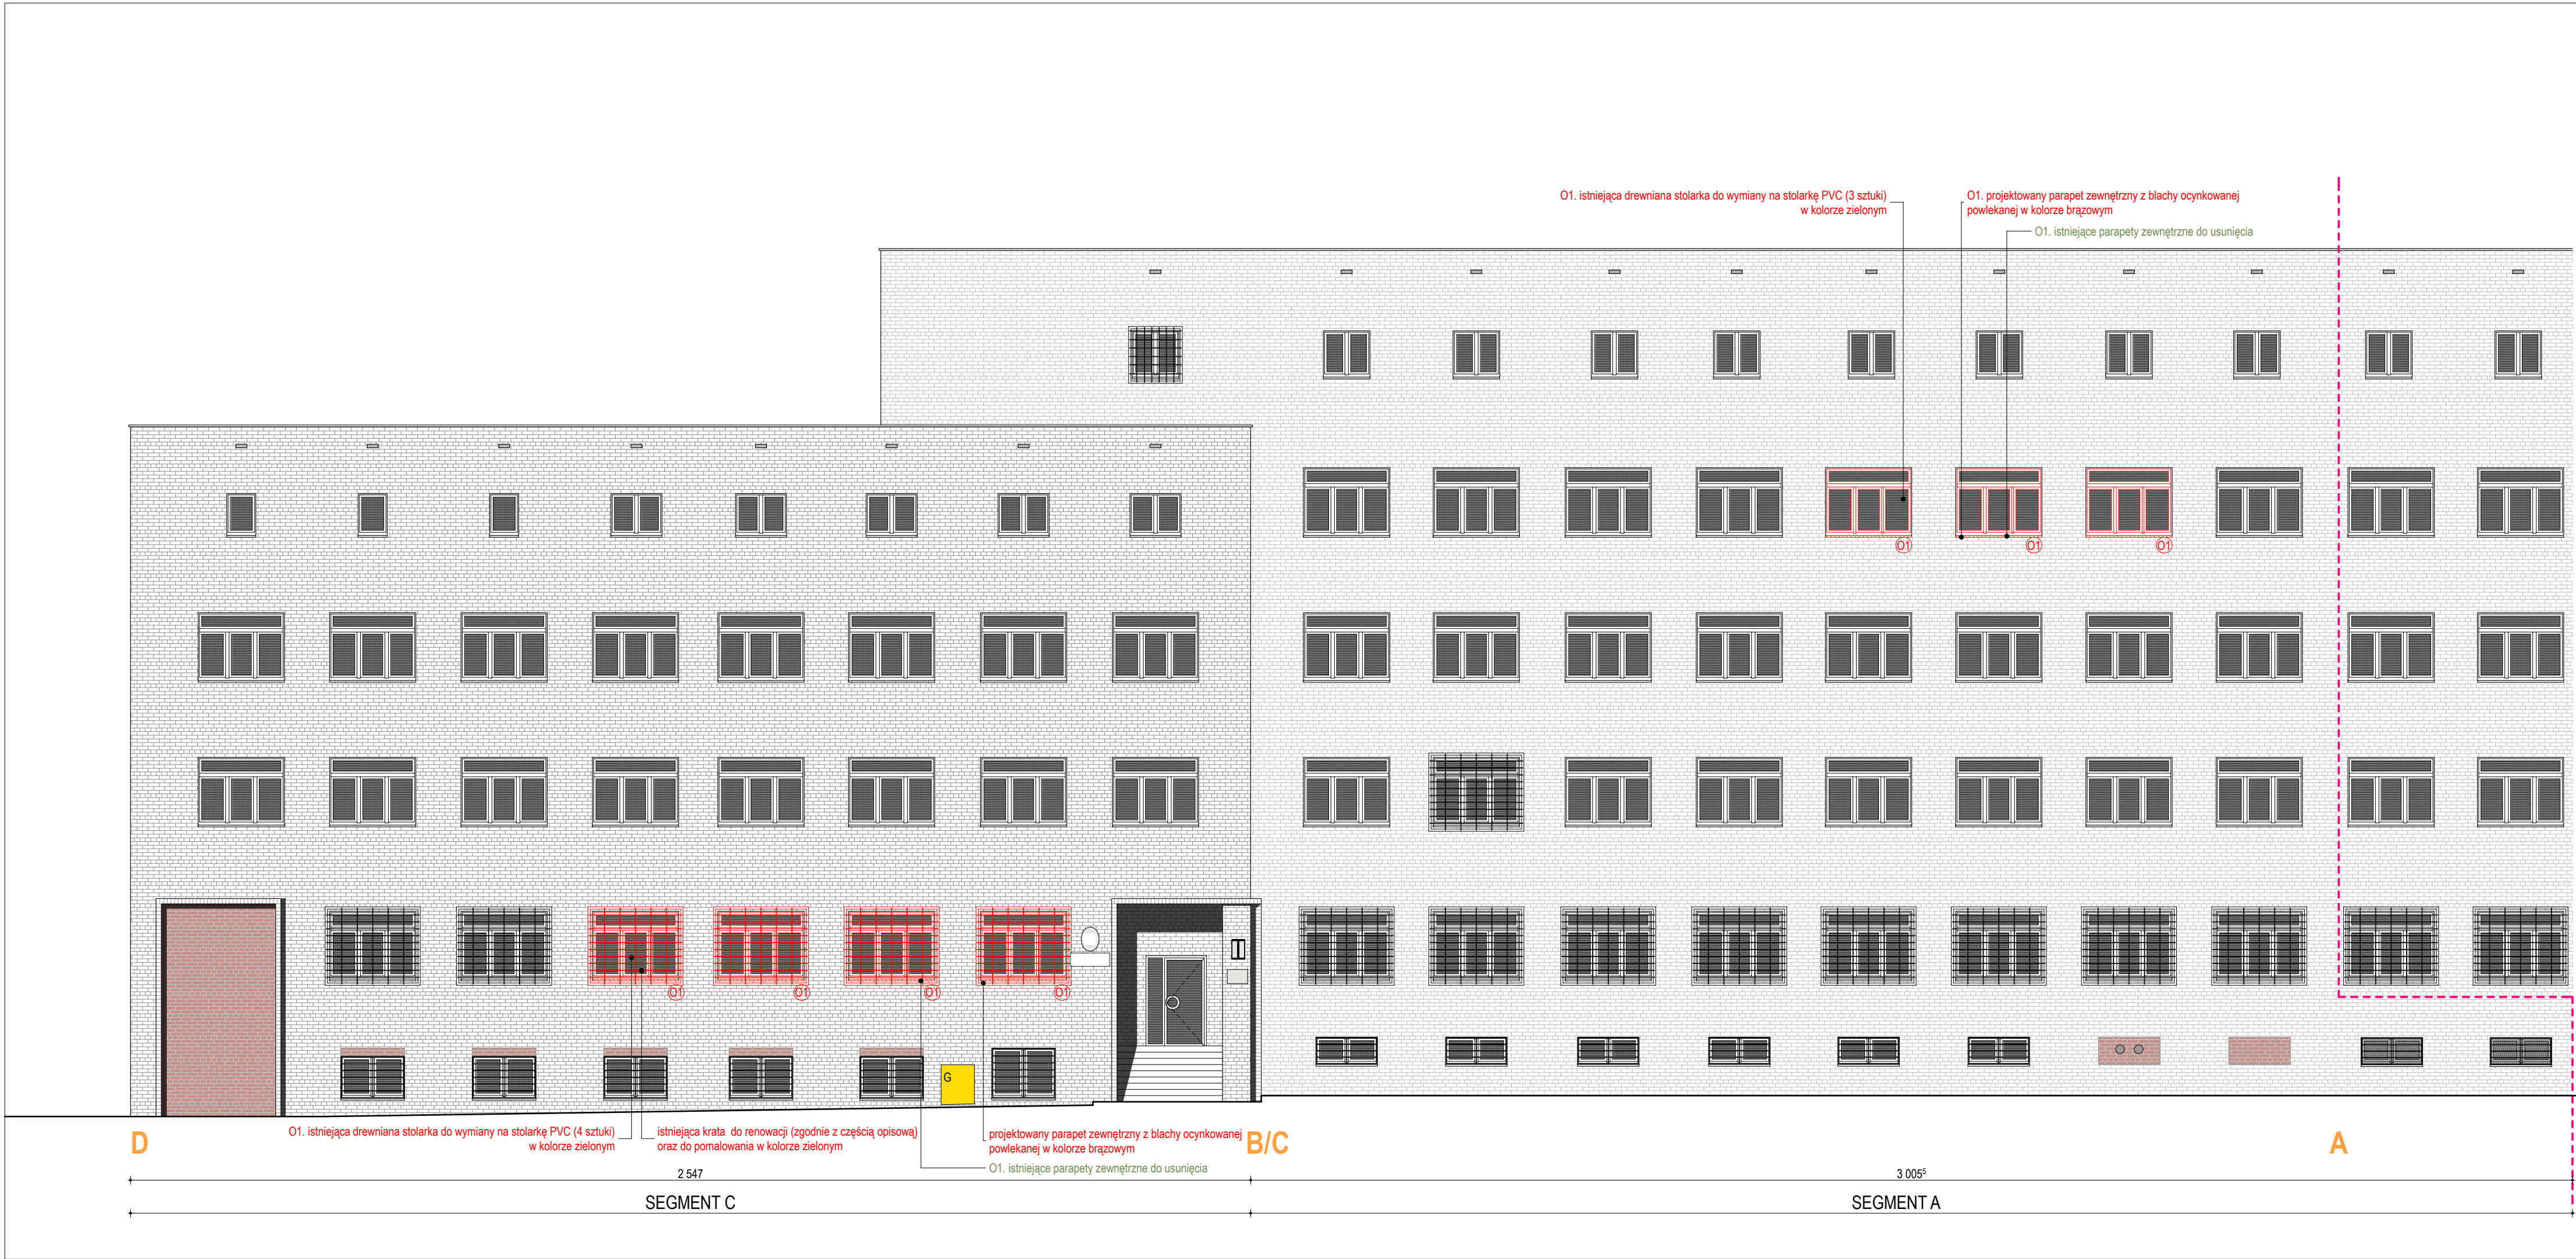 O1. istniejąca drewniana stolarka do wymiany na stolarkę PVC (3 sztuki)
w kolorze zielonym
O1. projektowany parapet zewnętrzny z blachy ocynkowanej
powlekanej w kolorze brązowym
O1. istniejące parapety zewnętrzne do usunięcia
O1
O1
O1
O1
O1
O1
O1
G
D
O1. istniejąca drewniana stolarka do wymiany na stolarkę PVC (4 sztuki)
w kolorze zielonym
istniejąca krata do renowacji (zgodnie z częścią opisową)
oraz do pomalowania w kolorze zielonym
projektowany parapet zewnętrzny z blachy ocynkowanej
powlekanej w kolorze brązowym
O1. istniejące parapety zewnętrzne do usunięcia
B/C
A
2 547
3 005⁵
SEGMENT C
SEGMENT A